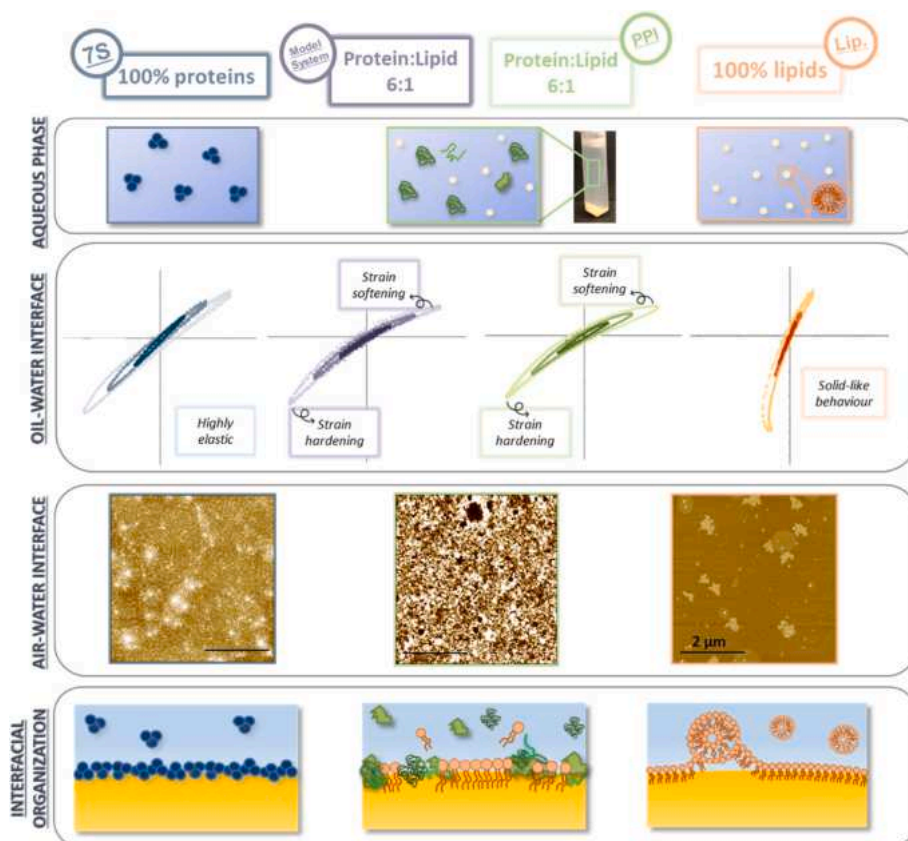 7S
100% proteins
Model
System
Protein:Lipid
6:1
PPI
Protein:Lipid
6:1
Lip.
100% lipids
AQUEOUS PHASE
OIL-WATER INTERFACE
Highly
elastic
Strain
softening
Strain
hardening
Strain
softening
Strain
hardening
Solid-like
behaviour
AIR-WATER INTERFACE
2 μm
INTERFACIAL
ORGANIZATION